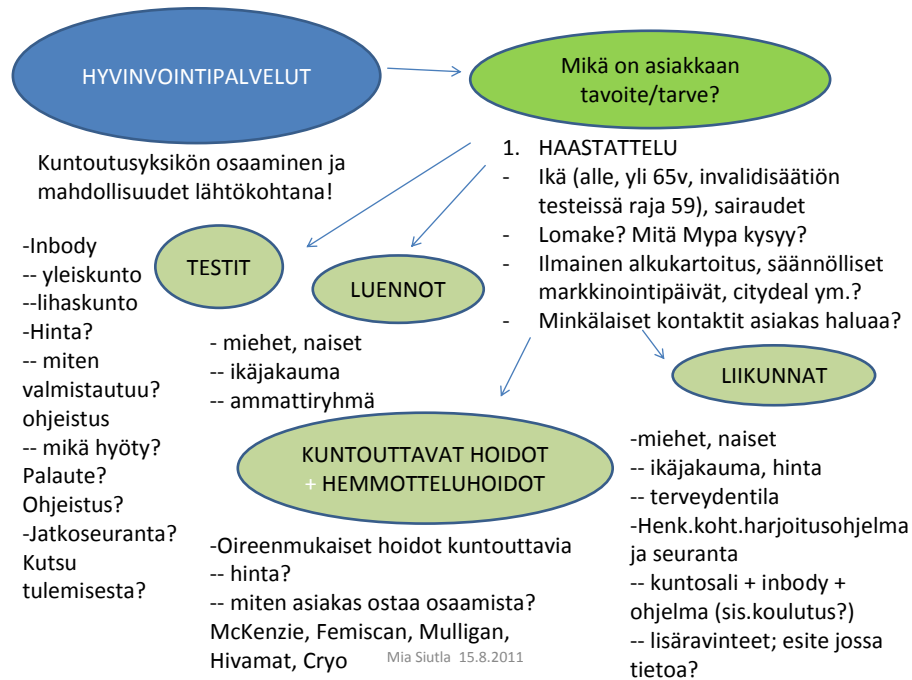 HYVINVOINTIPALVELUT
Mikä on asiakkaan
tavoite/tarve?
Kuntoutusyksikön osaaminen ja
mahdollisuudet lähtökohtana!
1. HAASTATTELU
- Ikä (alle, yli 65v, invalidisäätiön
testeissä raja 59), sairaudet
- Lomake? Mitä Mypa kysyy?
- Ilmainen alkukartoitus, säännölliset
markkinointipäivät, citydeal ym.?
- Minkälaiset kontaktit asiakas haluaa?
-Inbody
-- yleiskunto
--lihaskunto
-Hinta?
-- miten
valmistautuu?
ohjeistus
-- mikä hyöty?
Palaute?
Ohjeistus?
-Jatkoseuranta?
Kutsu
tulemisesta?
TESTIT
LUENNOT
- miehet, naiset
-- ikäjakauma
-- ammattiryhmä
KUNTOUTTAVAT HOIDOT
+ HEMMOTTELUHOIDOT
-Oireenmukaiset hoidot kuntouttavia
-- hinta?
-- miten asiakas ostaa osaamista?
McKenzie, Femiscan, Mulligan,
Hivamat, Cryo
LIIKUNNAT
-miehet, naiset
-- ikäjakauma, hinta
-- terveydentila
-Henk.koht.harjoitusohjelma
ja seuranta
-- kuntosali + inbody +
ohjelma (sis.koulutus?)
-- lisäravinteet; esite jossa
tietoa?
Mia Siutla 15.8.2011